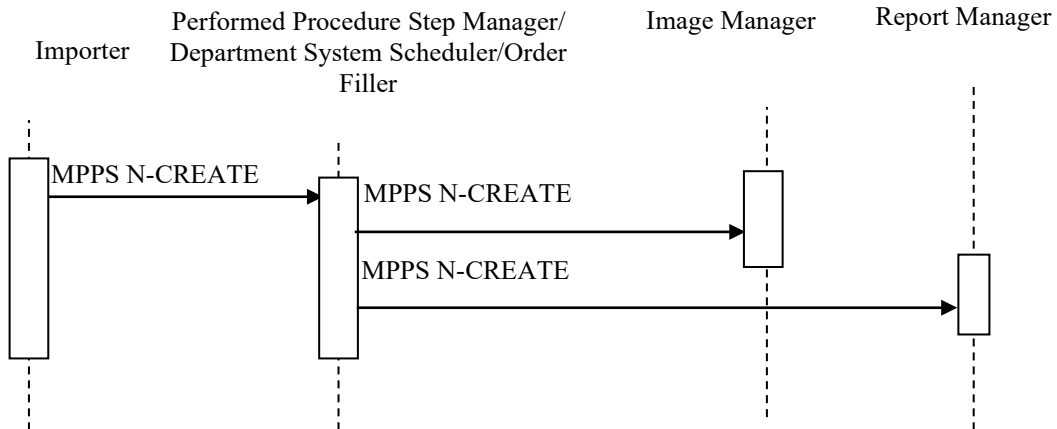 Importer
Performed Procedure Step Manager/
Department System Scheduler/Order
Filler
Image Manager
Report Manager
MPPS N-CREATE
MPPS N-CREATE
MPPS N-CREATE